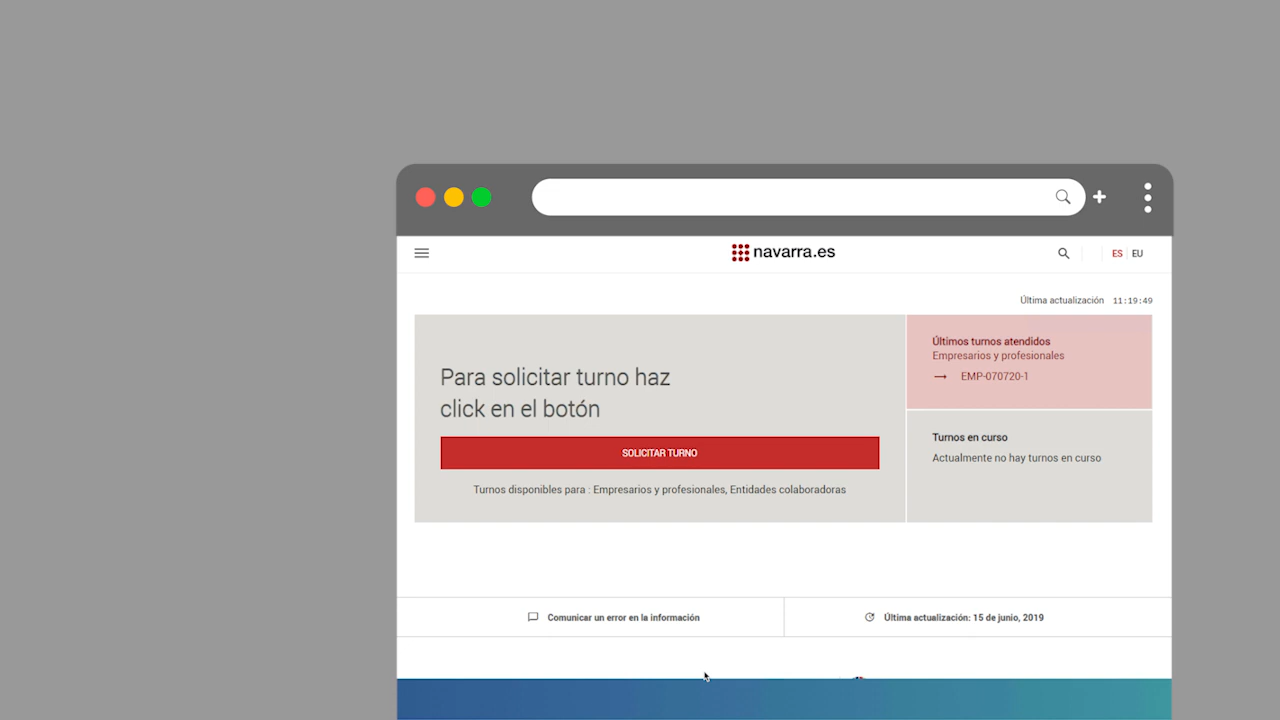 navarra.es
ES EU
Última actualización 11:19:49
Para solicitar turno haz
click en el botón
SOLICITAR TURNO
Turnos disponibles para : Empresarios y profesionales, Entidades colaboradoras
Últimos turnos atendidos
Empresarios y profesionales
→ EMP-070720-1
Turnos en curso
Actualmente no hay turnos en curso
Comunicar un error en la información
Última actualización: 15 de junio, 2019